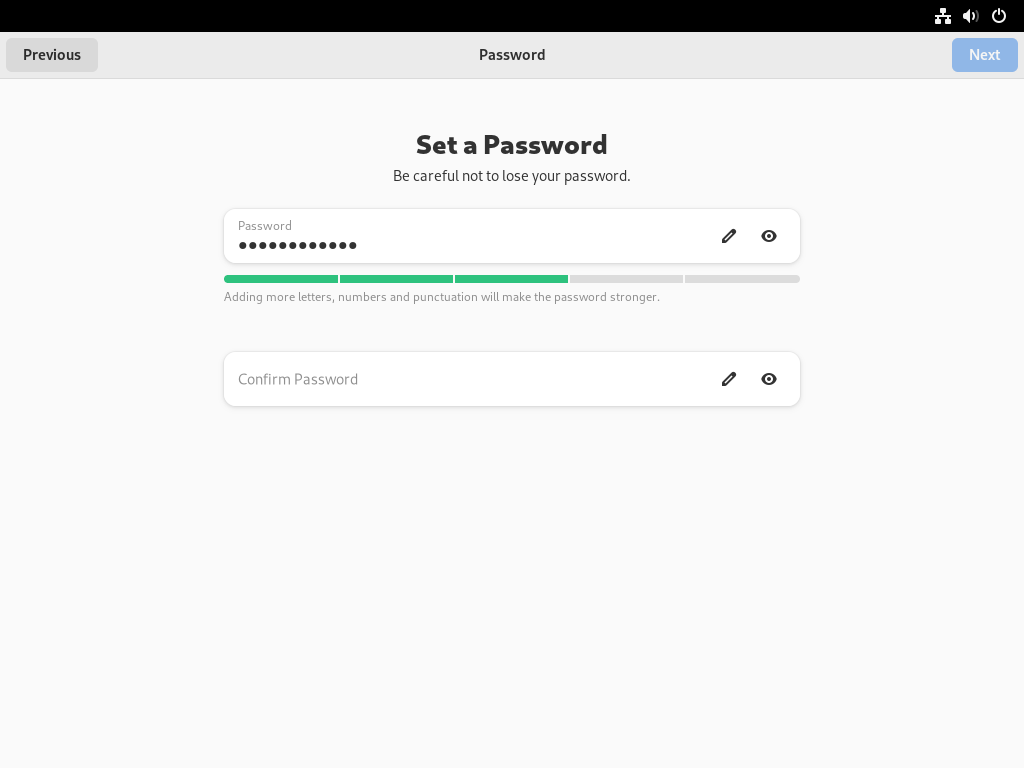 Previous
Password
Next
Set a Password
Be careful not to lose your password.
Password
●●●●●●●●●●●●
Adding more letters, numbers and punctuation will make the password stronger.
Confirm Password